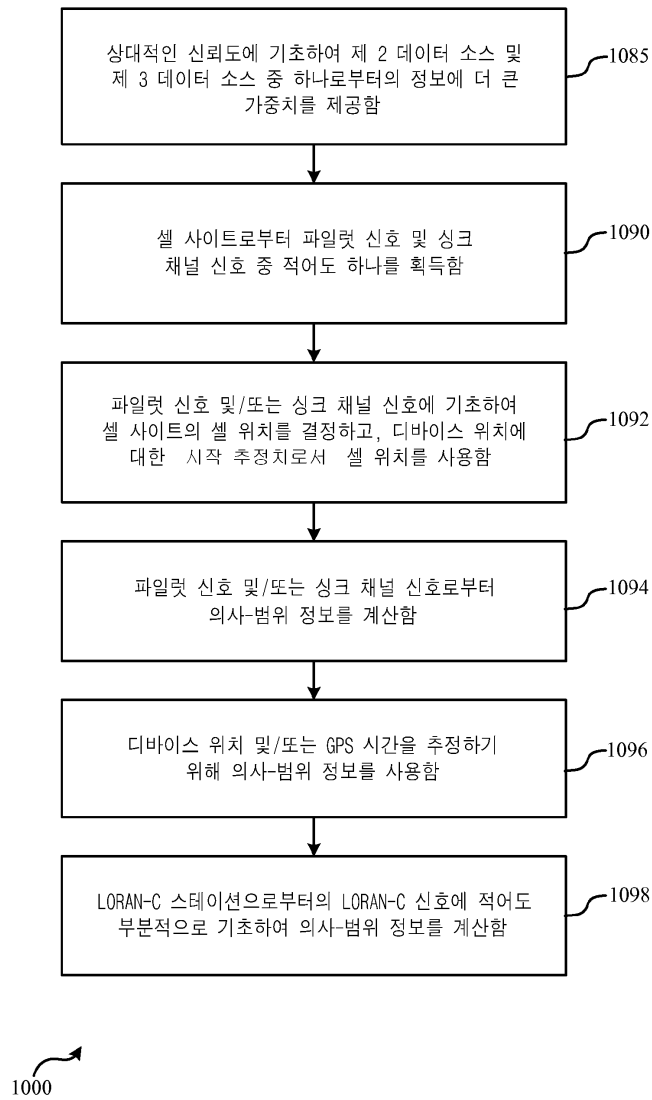 상대적인 신뢰도에 기초하여 제 2 데이터 소스 및
제 3 데이터 소스 중 하나로부터의 정보에 더 큰
가중치를 제공함
1085
셀 사이트로부터 파일럿 신호 및 싱크
채널 신호 중 적어도 하나를 획득함
1090
파일럿 신호 및/또는 싱크 채널 신호에 기초하여
셀 사이트의 셀 위치를 결정하고, 디바이스 위치에
대한 시작 추정치로서 셀 위치를 사용함
1092
파일럿 신호 및/또는 싱크 채널 신호로부터
의사-범위 정보를 계산함
1094
디바이스 위치 및/또는 GPS 시간을 추정하기
위해 의사-범위 정보를 사용함
1096
LORAN-C 스테이션으로부터의 LORAN-C 신호에 적어도
부분적으로 기초하여 의사-범위 정보를 계산함
1098
1000